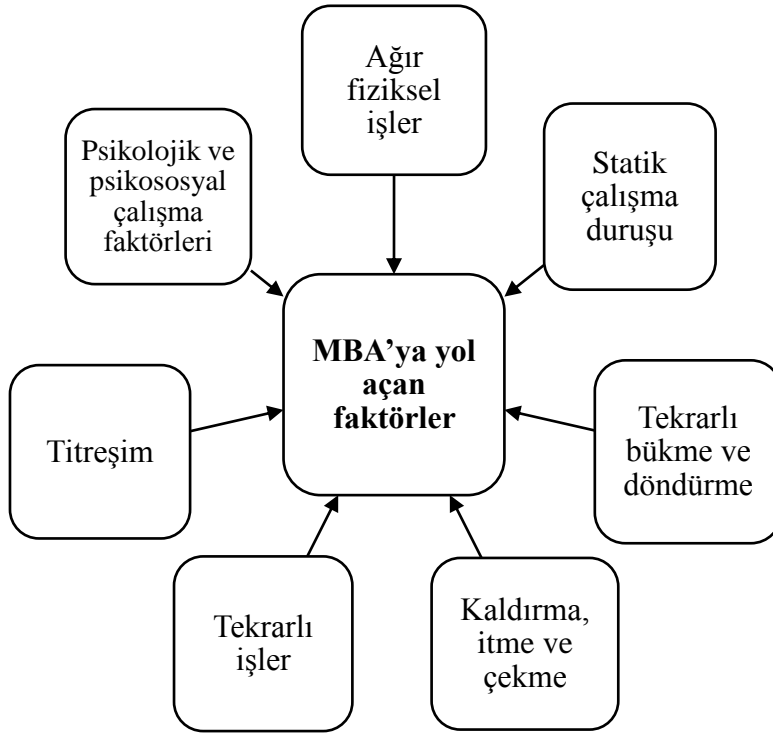 Ağır
fiziksel
işler
Psikolojik ve
psikososyal
çalışma
faktörleri
Statik
çalışma
duruşu
MBA’ya yol
açan
faktörler
Titreşim
Tekrarlı
bükme ve
döndürme
Tekrarlı
işler
Kaldırma,
itme ve
çekme